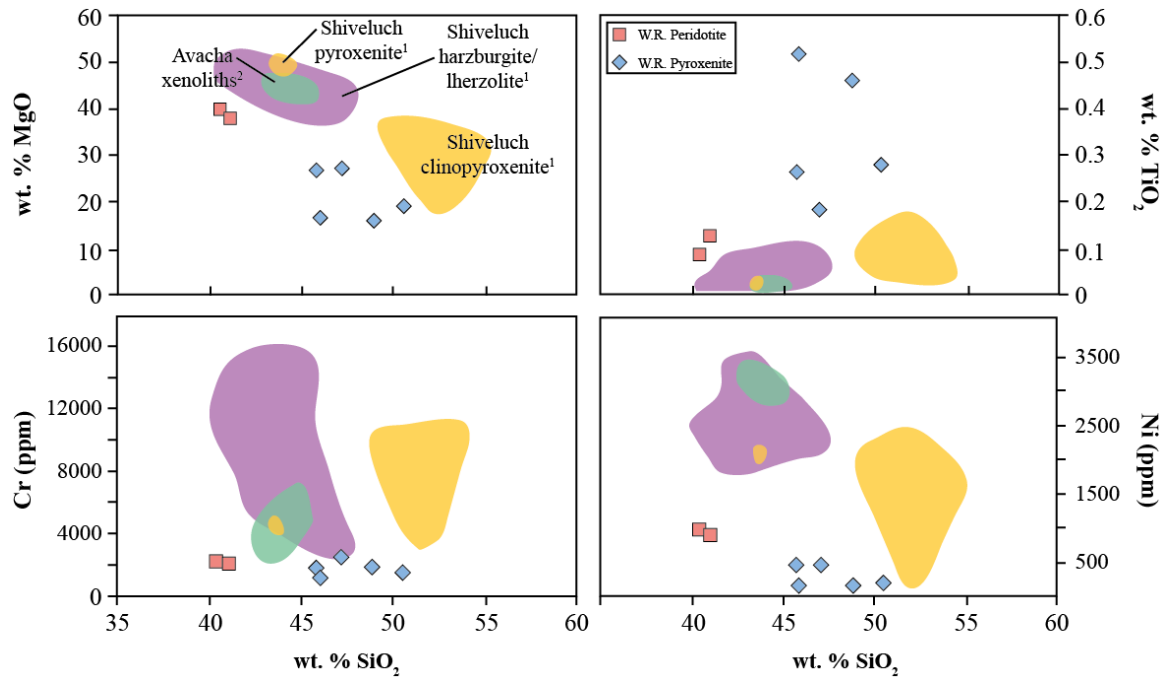 60
50
40
30
20
10
0
wt. % MgO
Avacha
xenoliths²
Shiveluch
pyroxenite¹
Shiveluch
harzburgite/
lherzolite¹
Shiveluch
clinopyroxenite¹
W.R. Peridotite
W.R. Pyroxenite
0.6
0.5
0.4
0.3
0.2
0.1
0
wt. % TiO₂
16000
12000
8000
4000
0
Cr (ppm)
35 40 45 50 55 60
wt. % SiO₂
3500
2500
1500
500
Ni (ppm)
40 45 50 55 60
wt. % SiO₂